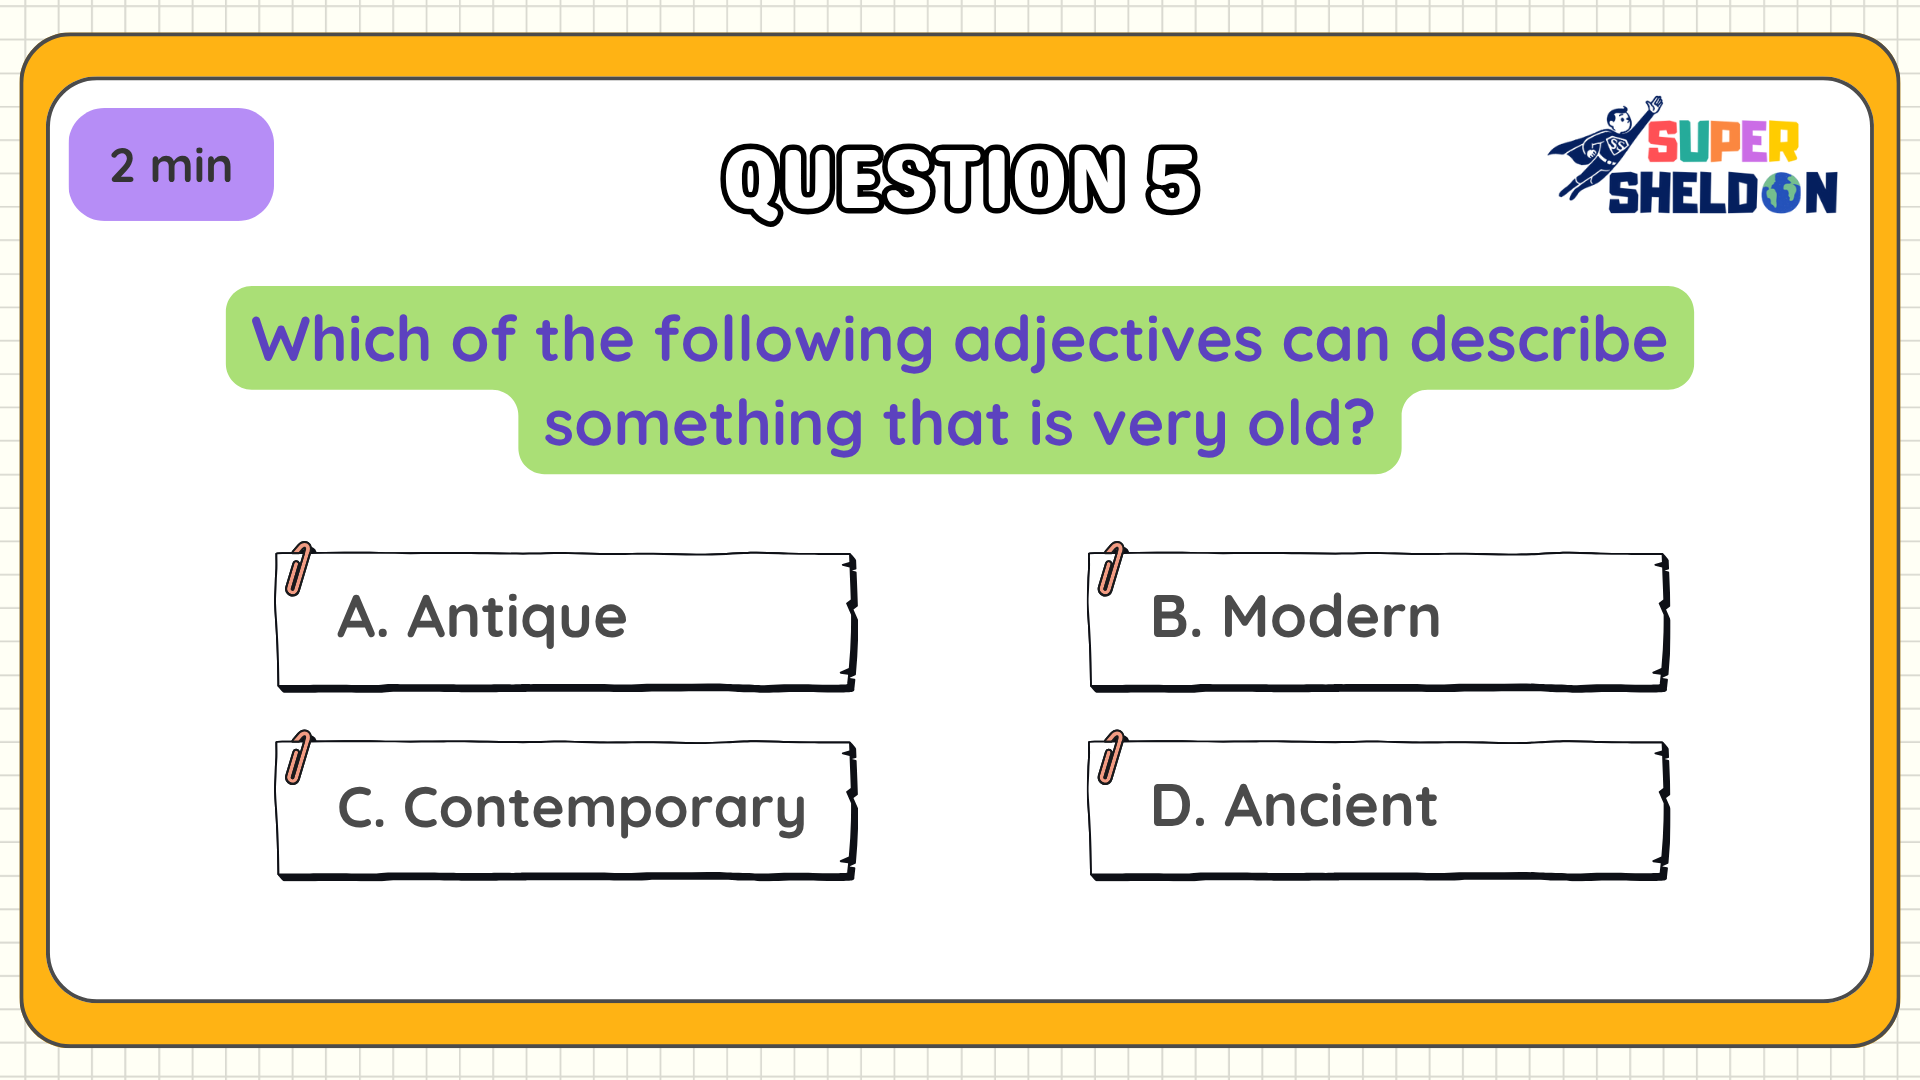 2 min
QUESTION 5
SUPER
SHELDON
Which of the following adjectives can describe
something that is very old?
A. Antique
B. Modern
C. Contemporary
D. Ancient